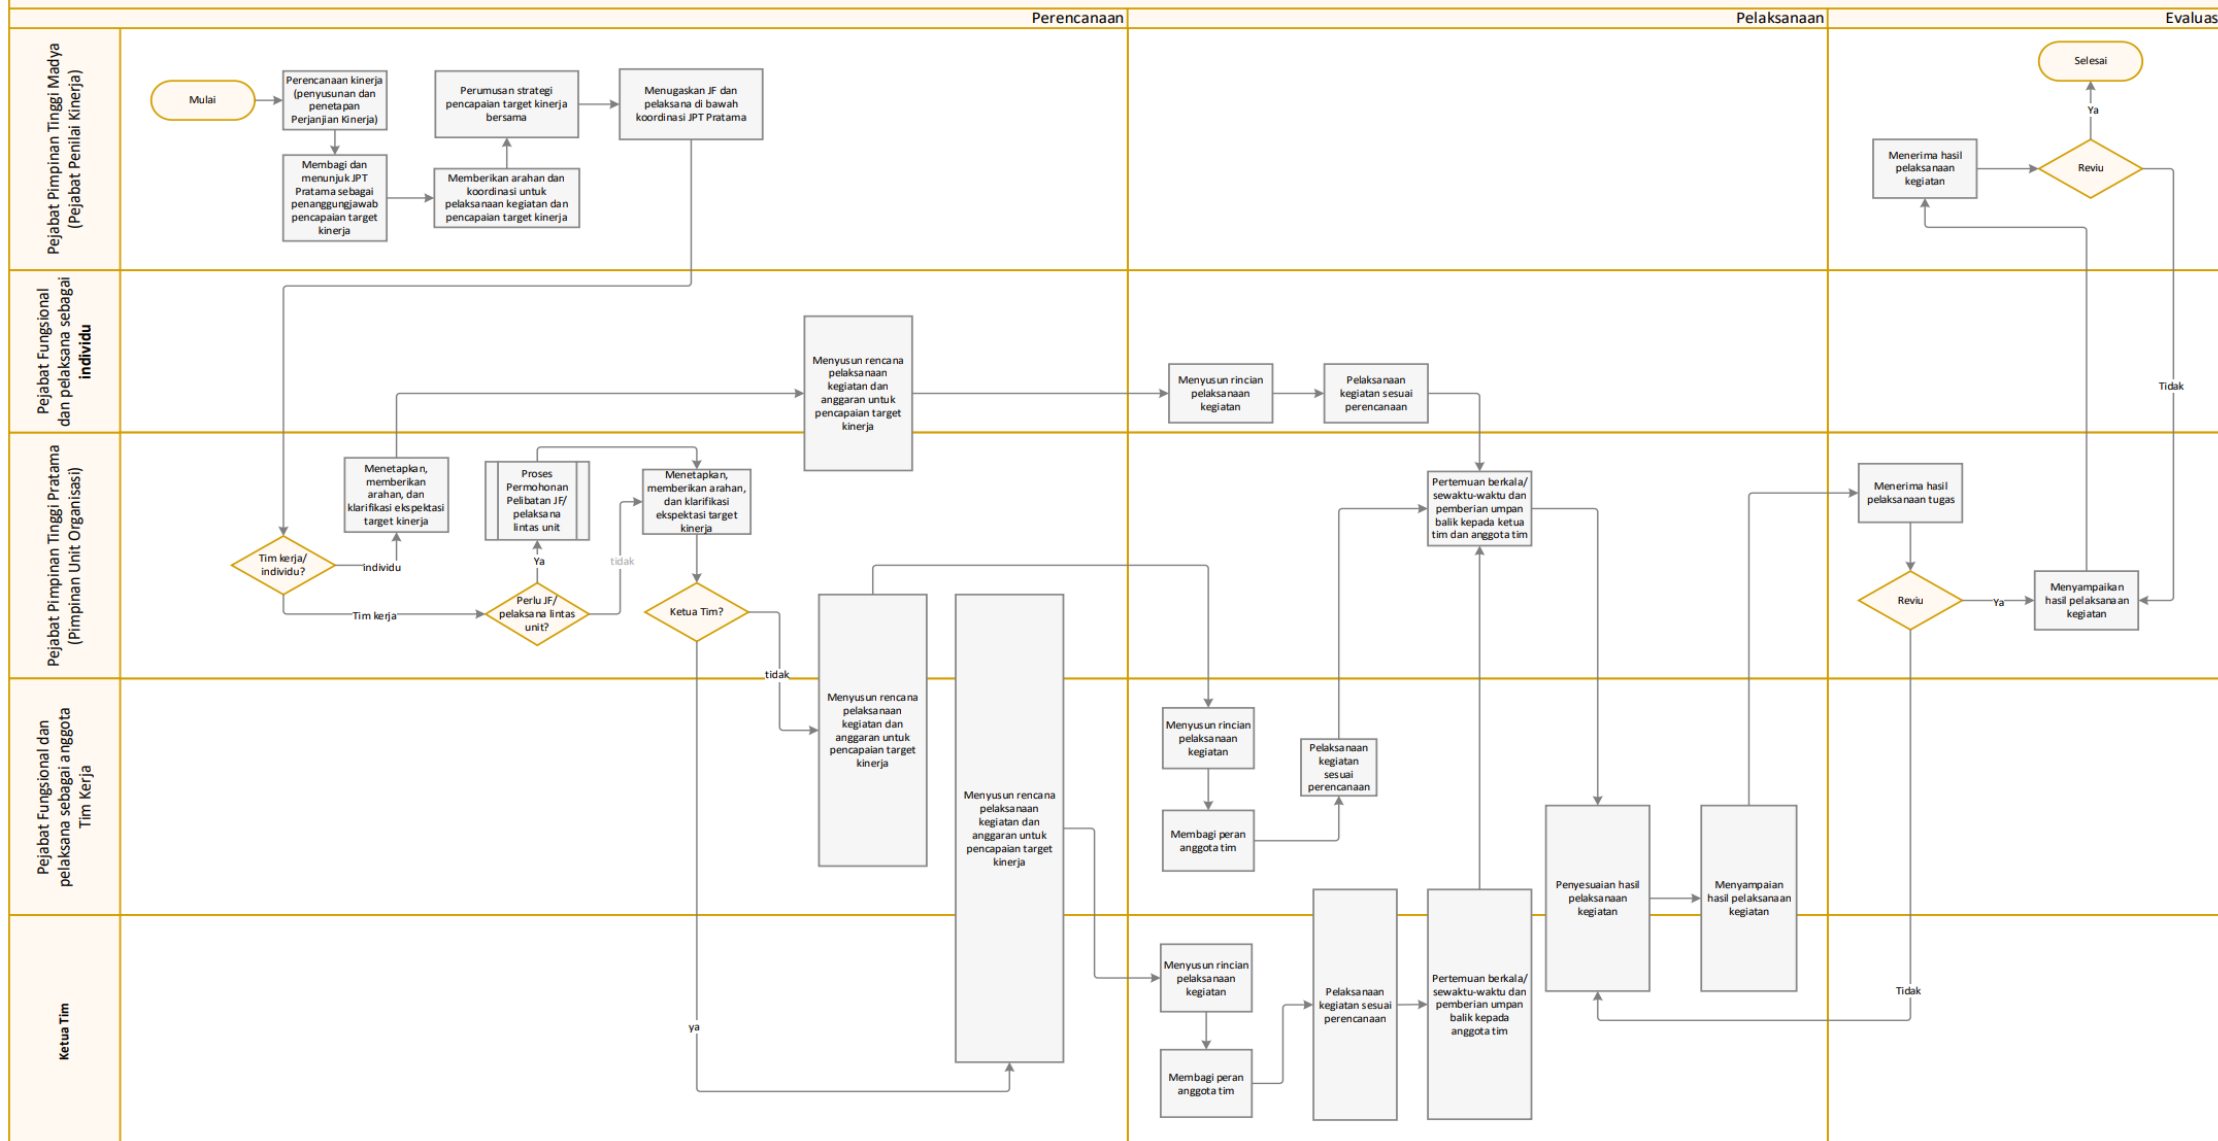 Perencanaan
Pelaksanaan
Evaluas
Pejabat Pimpinan Tinggi Madya
(Pejabat Penilai Kinerja)
Mulai
Perencanaan kinerja
(penyusunan dan
penetapan
Perjanjian Kinerja)
Membagi dan
menunjuk JPT
Pratama sebagai
penanggungjawab
pencapaian target
kinerja
Perumusan strategi
pencapaian target kinerja
bersama
Memberikan arahan dan
koordinasi untuk
pelaksanaan kegiatan dan
pencapaian target kinerja
Menugaskan JF dan
pelaksana di bawah
koordinasi JPT Pratama
Selesai
Ya
Menerima hasil
pelaksanaan
kegiatan
Reviu
Tidak
Pejabat Fungsional
dan pelaksana sebagai
individu
Menyusun rencana
pelaksanaan
kegiatan dan
anggaran untuk
pencapaian target
kinerja
Menyusun rincian
pelaksanaan
kegiatan
Pelaksanaan
kegiatan sesuai
perencanaan
Pejabat Pimpinan Tinggi Pratama
(Pimpinan Unit Organisasi)
Tim kerja/
individu?
individu
Tim kerja
Menetapkan,
memberikan
arahan, dan
klarifikasi ekspektasi
target kinerja
Proses
Permohonan
Pelibatan JF/
pelaksana
lintas unit
Ya
Perlu JF/
pelaksana lintas
unit?
tidak
Menetapkan,
memberikan arahan,
dan klarifikasi
ekspektasi target
kinerja
Ketua Tim?
tidak
ya
Pertemuan berkala/
sewaktu-waktu dan
pemberian umpan
balik kepada ketua
tim dan anggota tim
Menerima hasil
pelaksanaan tugas
Reviu
Ya
Tidak
Menyampaikan
hasil pelaksanaan
kegiatan
Pejabat Fungsional dan
pelaksana sebagai anggota
Tim Kerja
Menyusun rencana
pelaksanaan
kegiatan dan
anggaran untuk
pencapaian target
kinerja
Menyusun rencana
pelaksanaan
kegiatan dan
anggaran untuk
pencapaian target
kinerja
Menyusun rincian
pelaksanaan
kegiatan
Membagi peran
anggota tim
Pelaksanaan
kegiatan
sesuai
perencanaan
Penyesuaian hasil
pelaksanaan
kegiatan
Menyampaian
hasil pelaksanaan
kegiatan
Ketua Tim
Menyusun rincian
pelaksanaan
kegiatan
Membagi peran
anggota tim
Pelaksanaan
kegiatan sesuai
perencanaan
Pertemuan berkala/
sewaktu-waktu dan
pemberian umpan
balik kepada
anggota tim